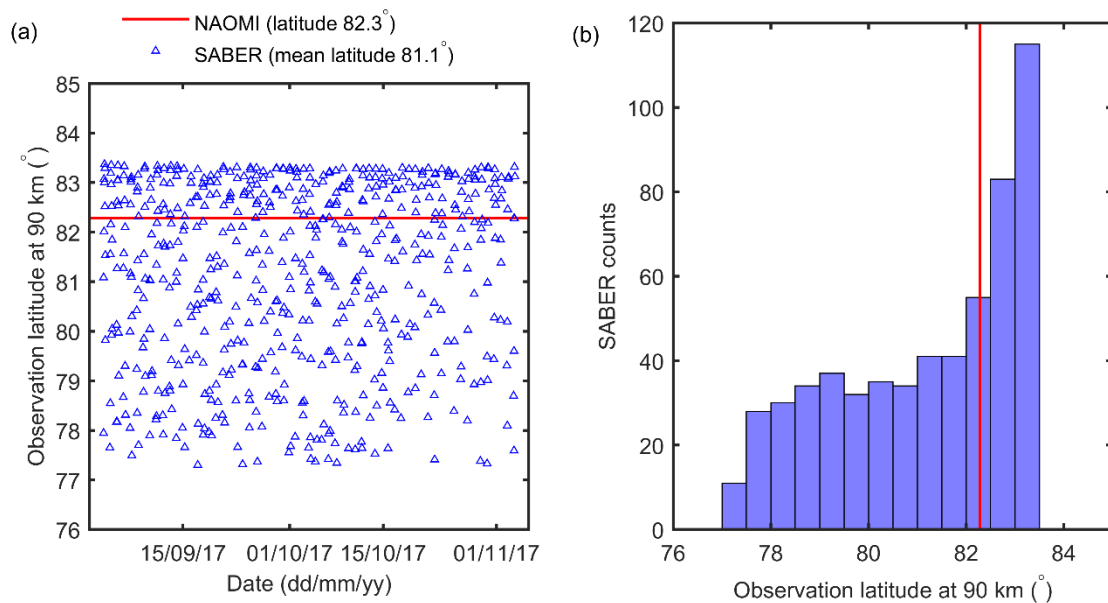 (a)
NAOMI (latitude 82.3°)
SABER (mean latitude 81.1°)
85
84
83
82
81
80
79
78
77
76
Observation latitude at 90 km (°)
15/09/17 01/10/17 15/10/17 01/11/17
Date (dd/mm/yy)
(b)
120
100
80
60
40
20
0
SABER counts
76 78 80 82 84
Observation latitude at 90 km (°)